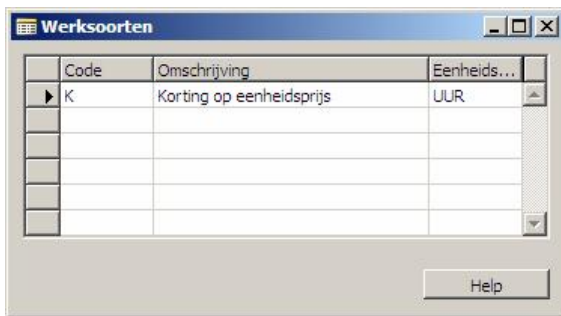 Werksoorten
Code Omschrijving Eenheids...
K Korting op eenheidsprijs UUR
Help